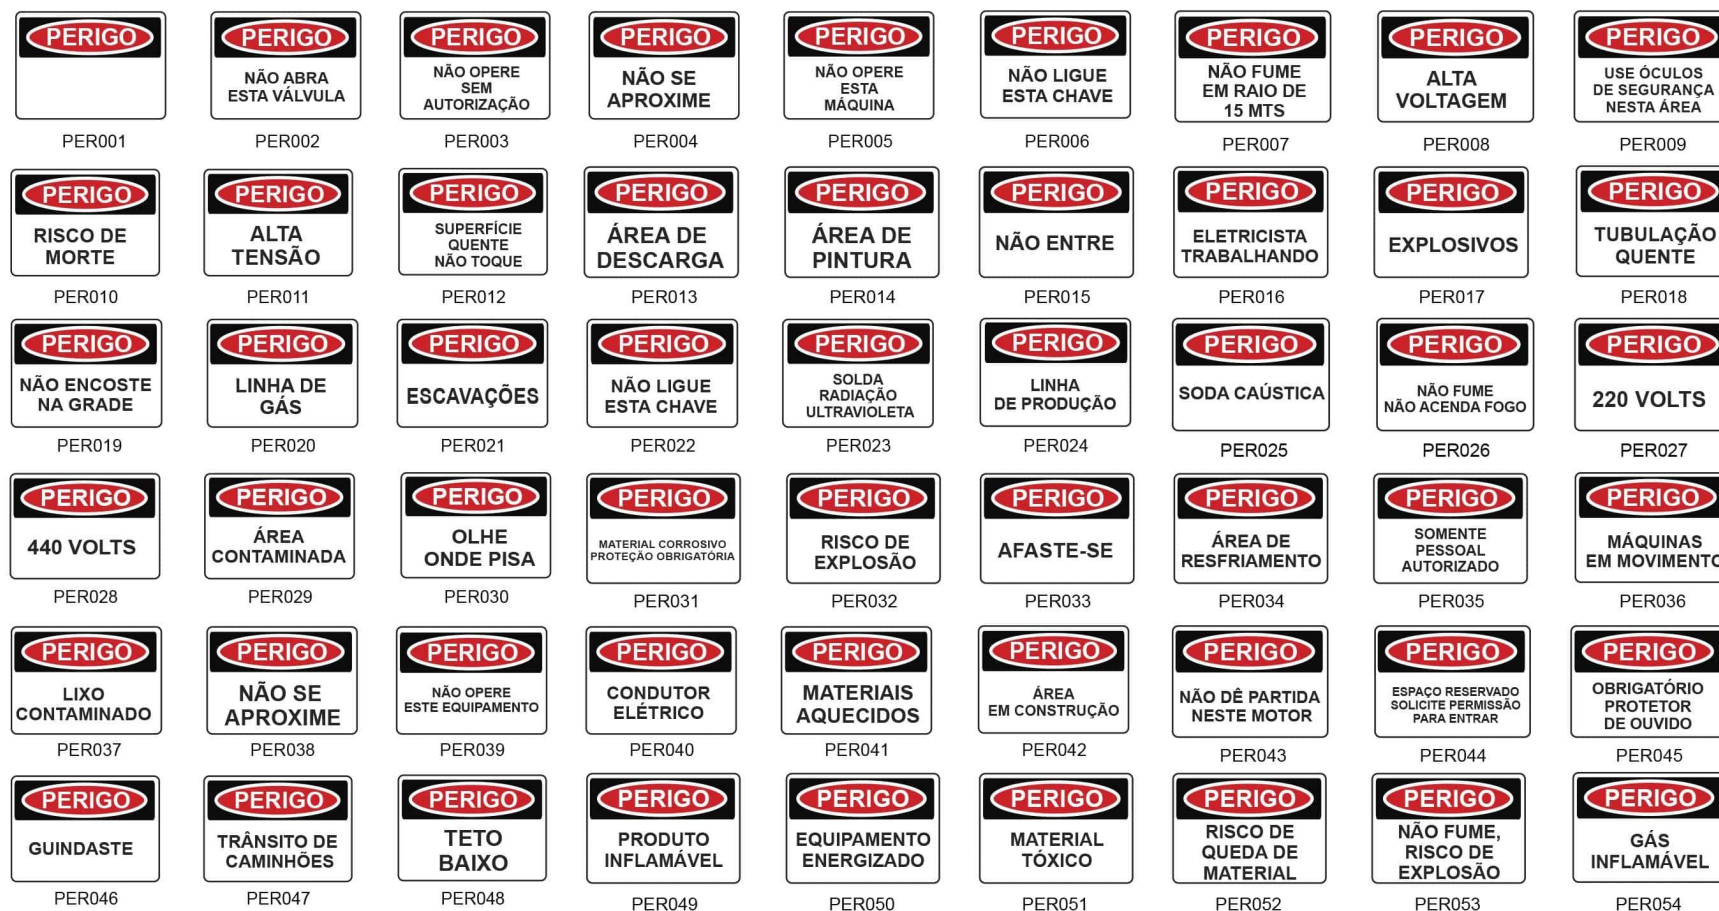 PERIGO
PER001
PERIGO
NÃO ABRA
ESTA VÁLVULA
PER002
PERIGO
NÃO OPERE
SEM
AUTORIZAÇÃO
PER003
PERIGO
NÃO SE
APROXIME
PER004
PERIGO
NÃO OPERE
ESTA
MÁQUINA
PER005
PERIGO
NÃO LIGUE
ESTA CHAVE
PER006
PERIGO
NÃO FUME
EM RAIO DE
15 MTS
PER007
PERIGO
ALTA
VOLTAGEM
PER008
PERIGO
USE ÓCULOS
DE SEGURANÇA
NESTA ÁREA
PER009
PERIGO
RISCO DE
MORTE
PER010
PERIGO
ALTA
TENSÃO
PER011
PERIGO
SUPERFÍCIE
QUENTE
NÃO TOQUE
PER012
PERIGO
ÁREA DE
DESCARGA
PER013
PERIGO
ÁREA DE
PINTURA
PER014
PERIGO
NÃO ENTRE
PER015
PERIGO
ELETRICISTA
TRABALHANDO
PER016
PERIGO
EXPLOSIVOS
PER017
PERIGO
TUBULAÇÃO
QUENTE
PER018
PERIGO
NÃO ENCOSTE
NA GRADE
PER019
PERIGO
LINHA DE
GÁS
PER020
PERIGO
ESCAVAÇÕES
PER021
PERIGO
NÃO LIGUE
ESTA CHAVE
PER022
PERIGO
SOLDA
RADIAÇÃO
ULTRAVIOLETA
PER023
PERIGO
LINHA
DE PRODUÇÃO
PER024
PERIGO
SODA CAÚSTICA
PER025
PERIGO
NÃO FUME
NÃO ACENDA FOGO
PER026
PERIGO
220 VOLTS
PER027
PERIGO
440 VOLTS
PER028
PERIGO
ÁREA
CONTAMINADA
PER029
PERIGO
OLHE
ONDE PISA
PER030
PERIGO
MATERIAL CORROSIVO
PROTEÇÃO OBRIGATÓRIA
PER031
PERIGO
RISCO DE
EXPLOSÃO
PER032
PERIGO
AFASTE-SE
PER033
PERIGO
ÁREA DE
RESFRIAMENTO
PER034
PERIGO
SOMENTE
PESSOAL
AUTORIZADO
PER035
PERIGO
MÁQUINAS
EM MOVIMENTO
PER036
PERIGO
LIXO
CONTAMINADO
PER037
PERIGO
NÃO SE
APROXIME
PER038
PERIGO
NÃO OPERE
ESTE EQUIPAMENTO
PER039
PERIGO
CONDUTOR
ELÉTRICO
PER040
PERIGO
MATERIAIS
AQUECIDOS
PER041
PERIGO
ÁREA
EM CONSTRUÇÃO
PER042
PERIGO
NÃO DÊ PARTIDA
NESTE MOTOR
PER043
PERIGO
ESPAÇO RESERVADO
SOLICITE PERMISSÃO
PARA ENTRAR
PER044
PERIGO
OBRIGATÓRIO
PROTETOR
DE OUVIDO
PER045
PERIGO
GUINDASTE
PER046
PERIGO
TRÂNSITO DE
CAMINHÕES
PER047
PERIGO
TETO
BAIXO
PER048
PERIGO
PRODUTO
INFLAMÁVEL
PER049
PERIGO
EQUIPAMENTO
ENERGIZADO
PER050
PERIGO
MATERIAL
TÓXICO
PER051
PERIGO
RISCO DE
QUEDA DE
MATERIAL
PER052
PERIGO
NÃO FUME,
RISCO DE
EXPLOSÃO
PER053
PERIGO
GÁS
INFLAMÁVEL
PER054